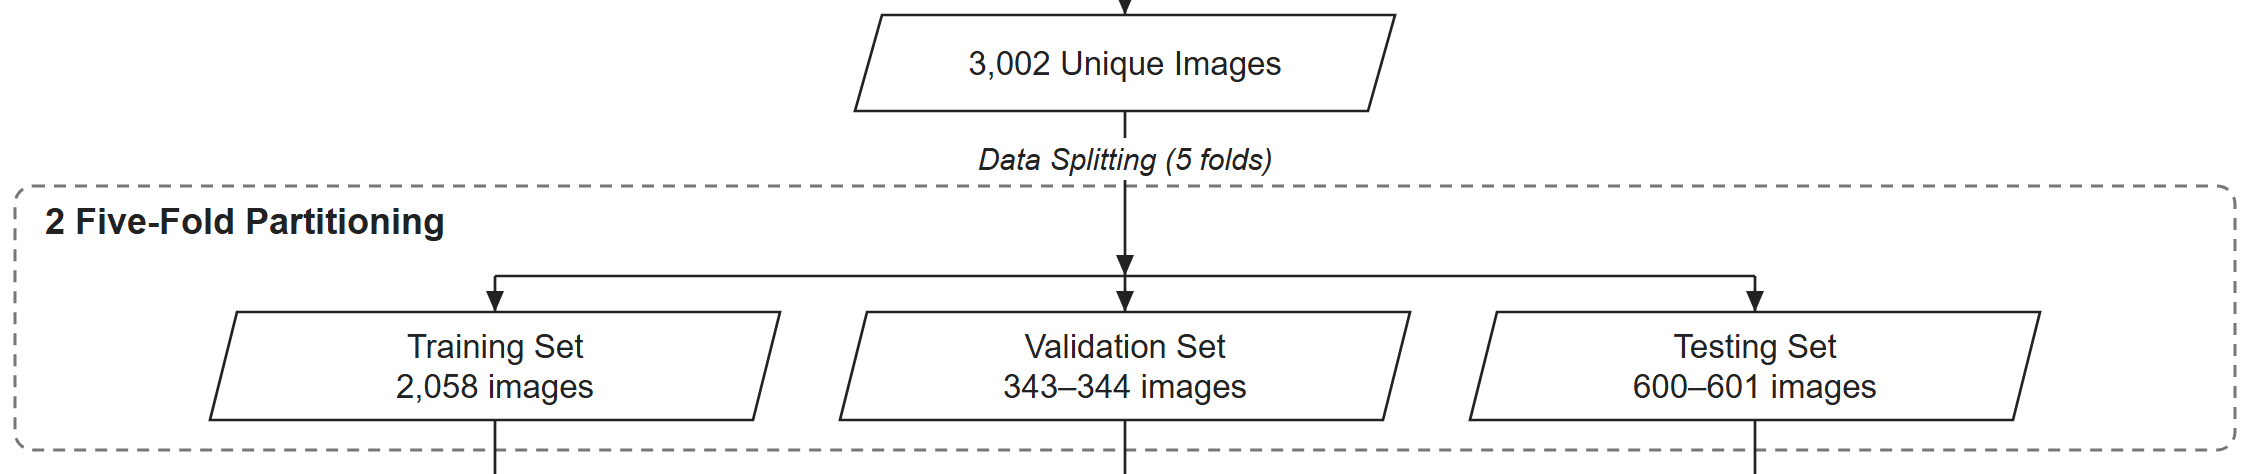 3,002 Unique Images
Data Splitting (5 folds)
2 Five-Fold Partitioning
Training Set
2,058 images
Validation Set
343–344 images
Testing Set
600–601 images